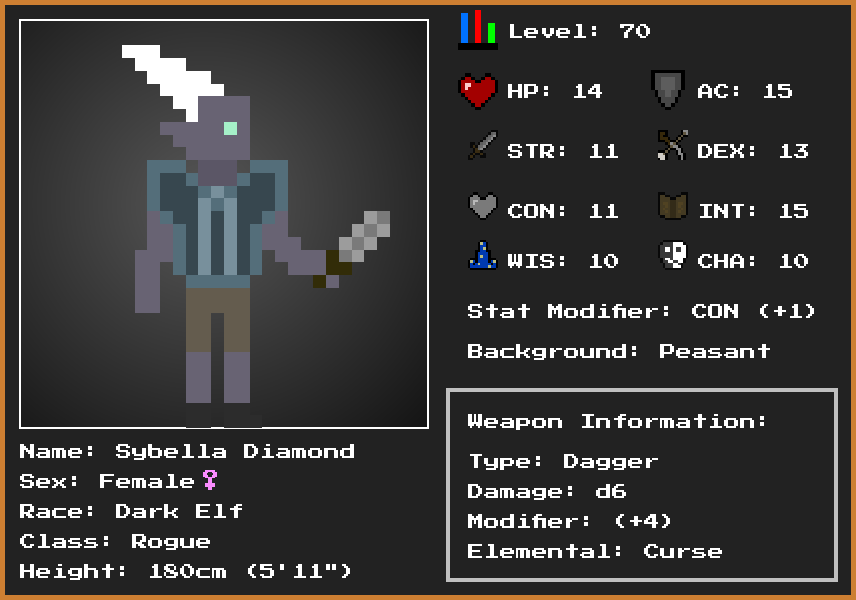 Level: 70
HP: 14 AC: 15
STR: 11 DEX: 13
CON: 11 INT: 15
WIS: 10 CHA: 10
Stat Modifier: CON (+1)
Background: Peasant
Weapon Information:
Type: Dagger
Damage: d6
Modifier: (+4)
Elemental: Curse
Name: Sybella Diamond
Sex: Female♀
Race: Dark Elf
Class: Rogue
Height: 180cm (5'11")